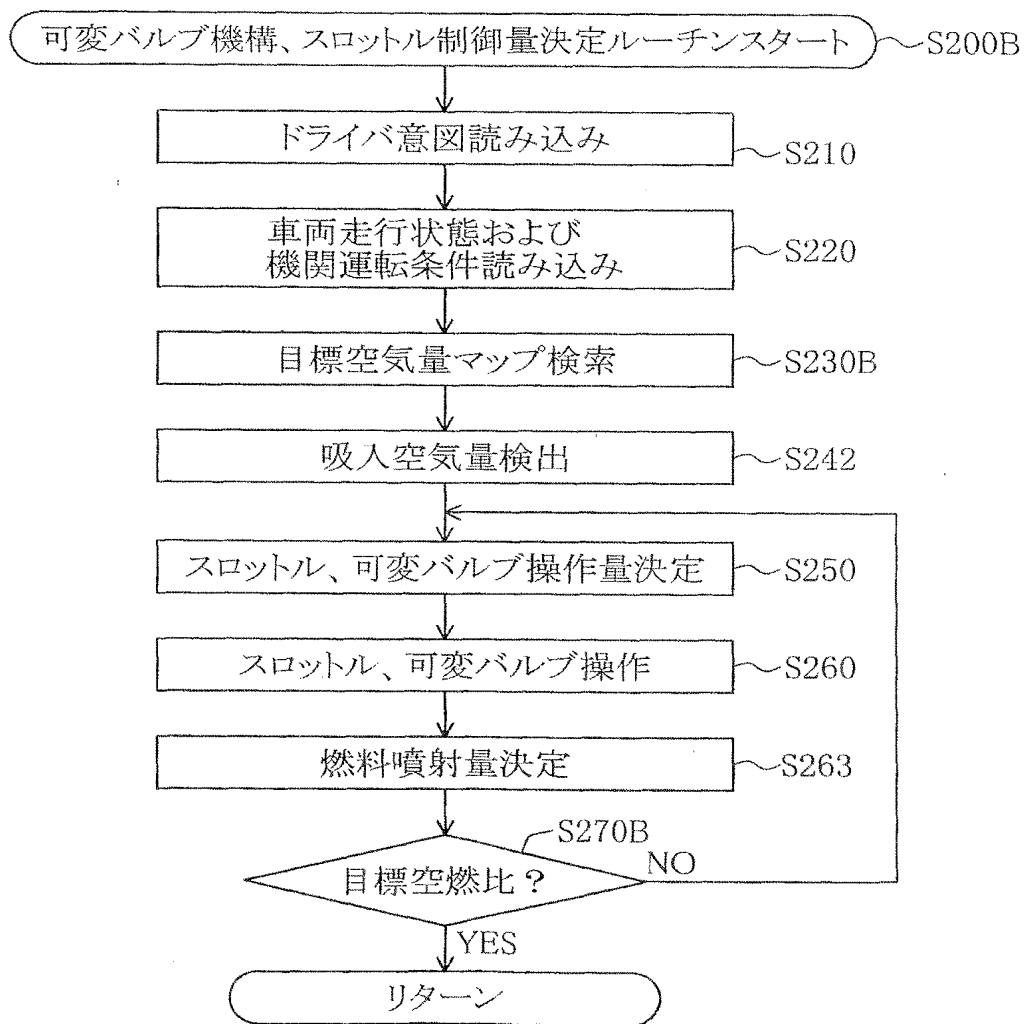 可変バルブ機構、スロットル制御量決定ルーチンスタート
S200B
ドライバ意図読み込み
S210
車両走行状態および
機関運転条件読み込み
S220
目標空気量マップ検索
S230B
吸入空気量検出
S242
スロットル、可変バルブ操作量決定
S250
スロットル、可変バルブ操作
S260
燃料噴射量決定
S263
S270B
目標空燃比？
NO
YES
リターン